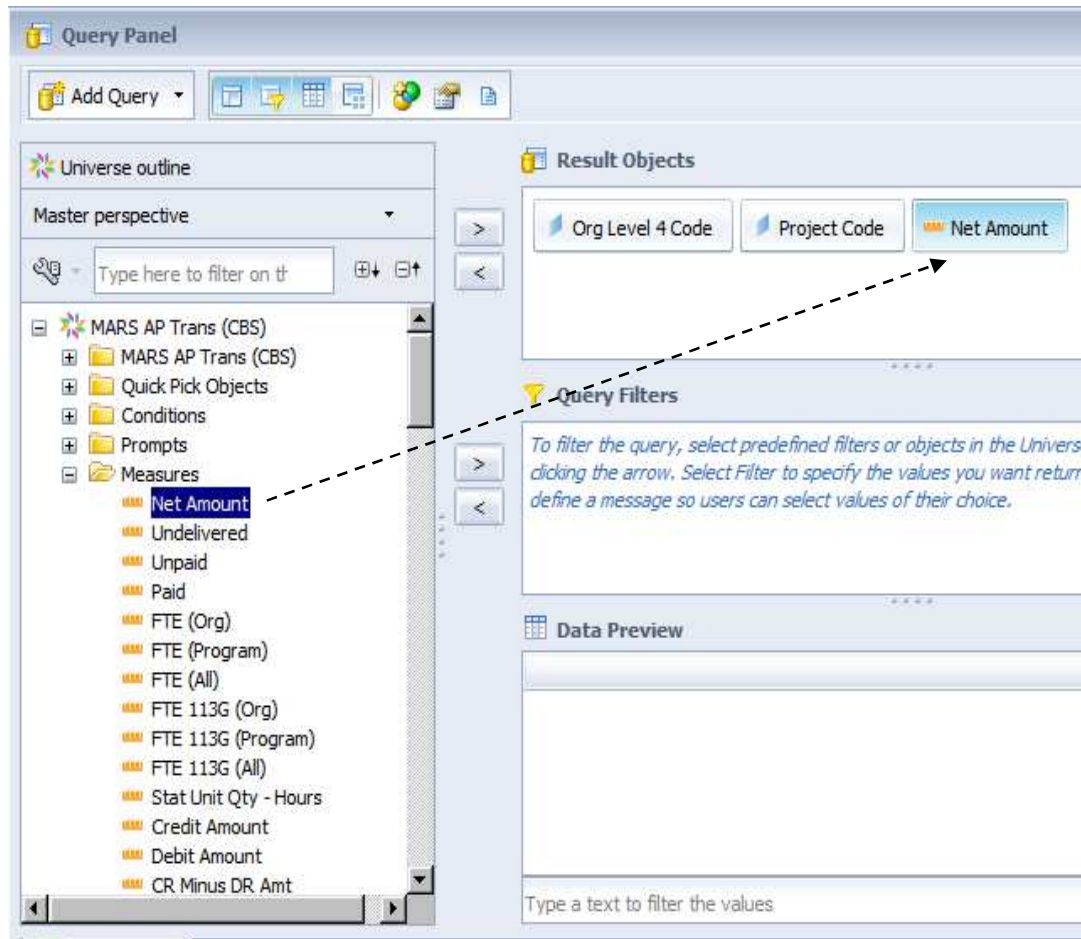 Query Panel
Add Query
Universe outline
Master perspective
Type here to filter on th
MARS AP Trans (CBS)
MARS AP Trans (CBS)
Quick Pick Objects
Conditions
Prompts
Measures
Net Amount
Undelivered
Unpaid
Paid
FTE (Org)
FTE (Program)
FTE (All)
FTE 113G (Org)
FTE 113G (Program)
FTE 113G (All)
Stat Unit Qty - Hours
Credit Amount
Debit Amount
CR Minus DR Amt
>
<
>
<
Result Objects
Org Level 4 Code
Project Code
Net Amount
Query Filters
To filter the query, select predefined filters or objects in the Univers
clicking the arrow. Select Filter to specify the values you want return
define a message so users can select values of their choice.
Data Preview
Type a text to filter the values